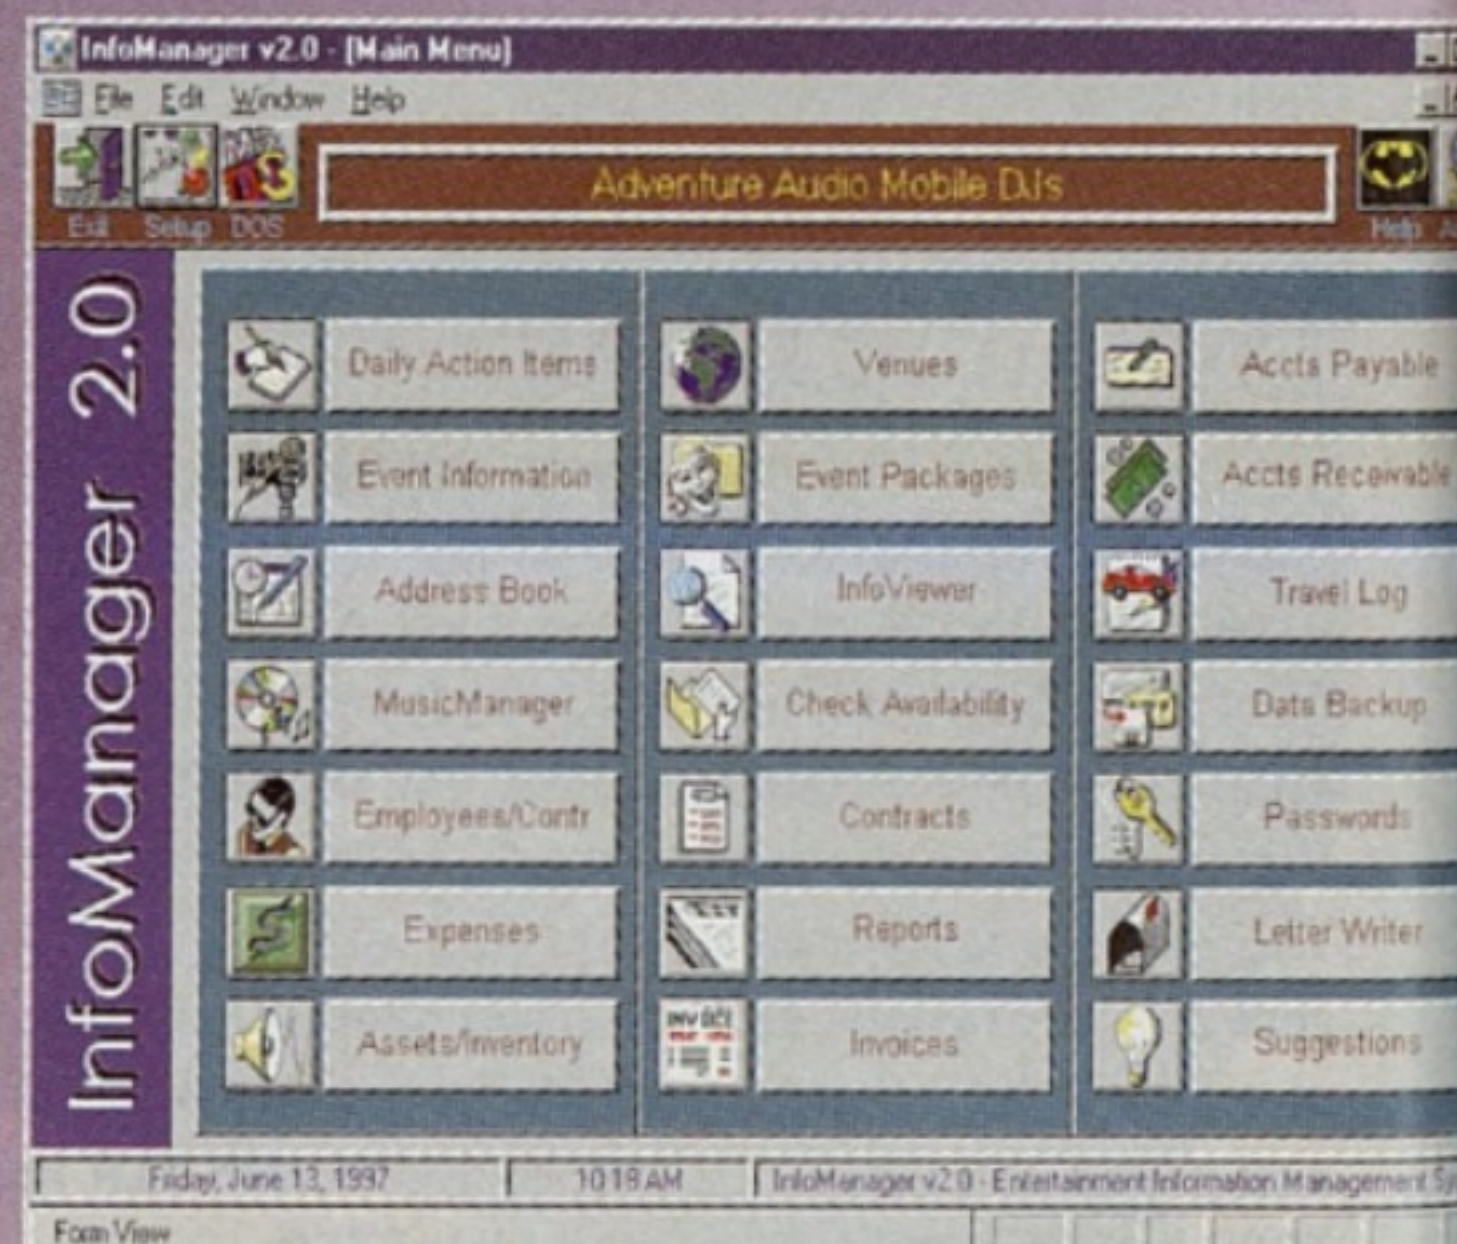 InfoManager v2.0 - [Main Menu]
File Edit Window Help
Adventure Audio Mobile DJs
Exit Setup DOS Help
InfoManager 2.0
Daily Action Items
Venues
Accts Payable
Event Information
Event Packages
Accts Receivable
Address Book
InfoViewer
Travel Log
MusicManager
Check Availability
Data Backup
Employees/Contr
Contracts
Passwords
Expenses
Reports
Letter Writer
Assets/Inventory
Invoices
Suggestions
Friday, June 13, 1997
10:18 AM
InfoManager v2.0 - Entertainment Information Management
Form View